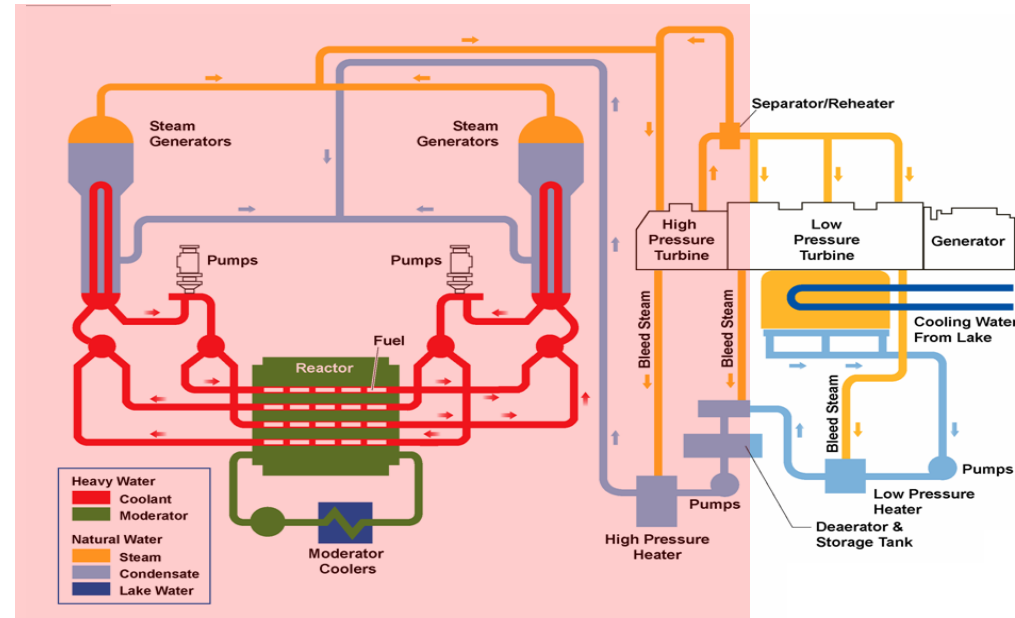 Separator/Reheater
Steam
Generators
Steam
Generators
Bleed Steam
High
Pressure
Turbine
Low
Pressure
Turbine
Generator
Pumps
Pumps
Bleed Steam
Bleed Steam
Cooling Water
From Lake
Fuel
Reactor
Bleed Steam
Heavy Water
Coolant
Moderator
Natural Water
Steam
Condensate
Lake Water
Moderator
Coolers
Pumps
High Pressure
Heater
Pumps
Low Pressure
Heater
Deaerator &
Storage Tank